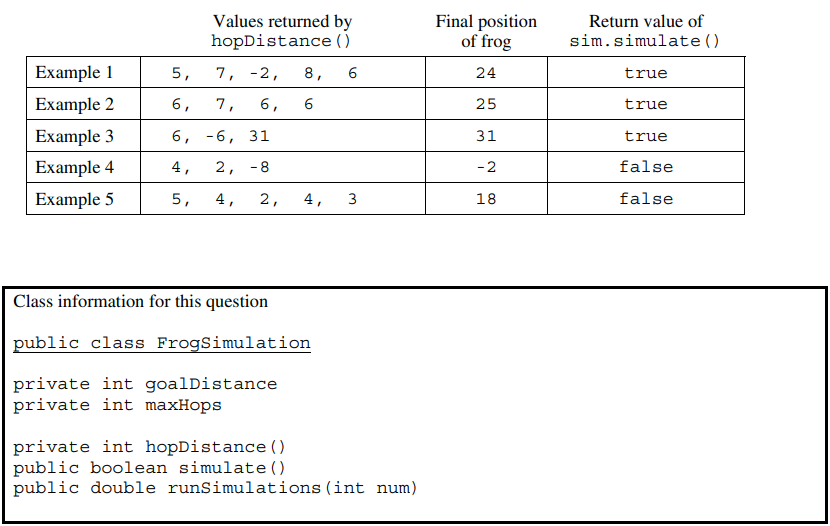 Values returned by Final position Return value of
hopDistance() of frog sim.simulate()
Example 1 5, 7, -2, 8, 6 24 true
Example 2 6, 7, 6, 6 25 true
Example 3 6, -6, 31 31 true
Example 4 4, 2, -8 -2 false
Example 5 5, 4, 2, 4, 3 18 false
Class information for this question
public class FrogSimulation
private int goalDistance
private int maxHops
private int hopDistance()
public boolean simulate()
public double runSimulations(int num)